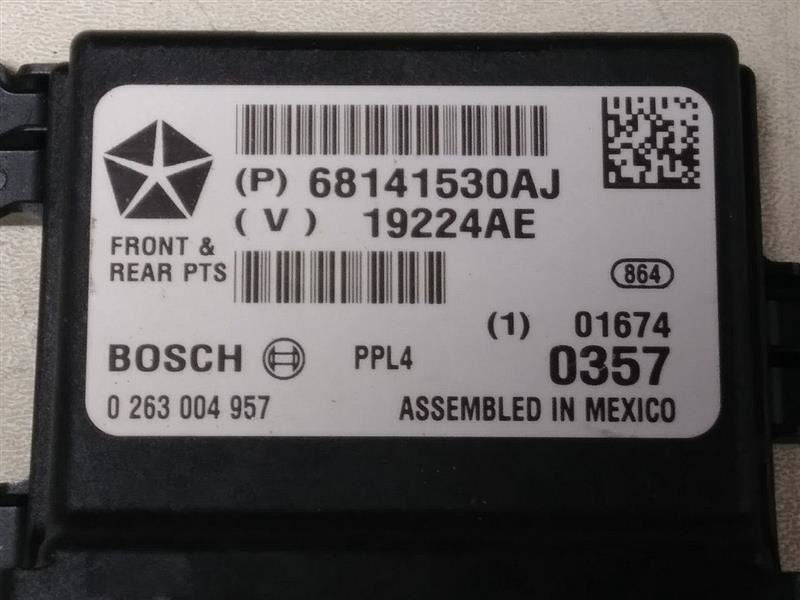 (P) 68141530AJ
(V) 19224AE
FRONT &
REAR PTS
864
(1) 01674
BOSCH PPL4 0357
0 263 004 957 ASSEMBLED IN MEXICO